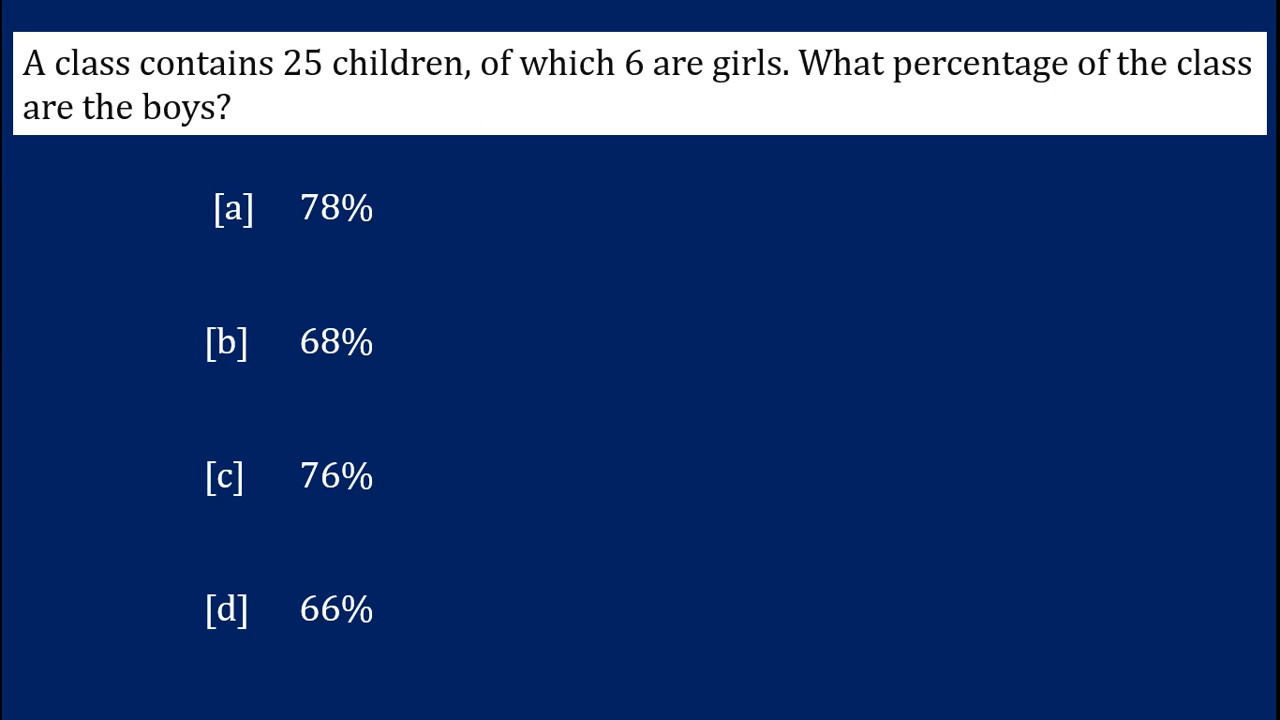 A class contains 25 children, of which 6 are girls. What percentage of the class
are the boys?
[a] 78%
[b] 68%
[c] 76%
[d] 66%